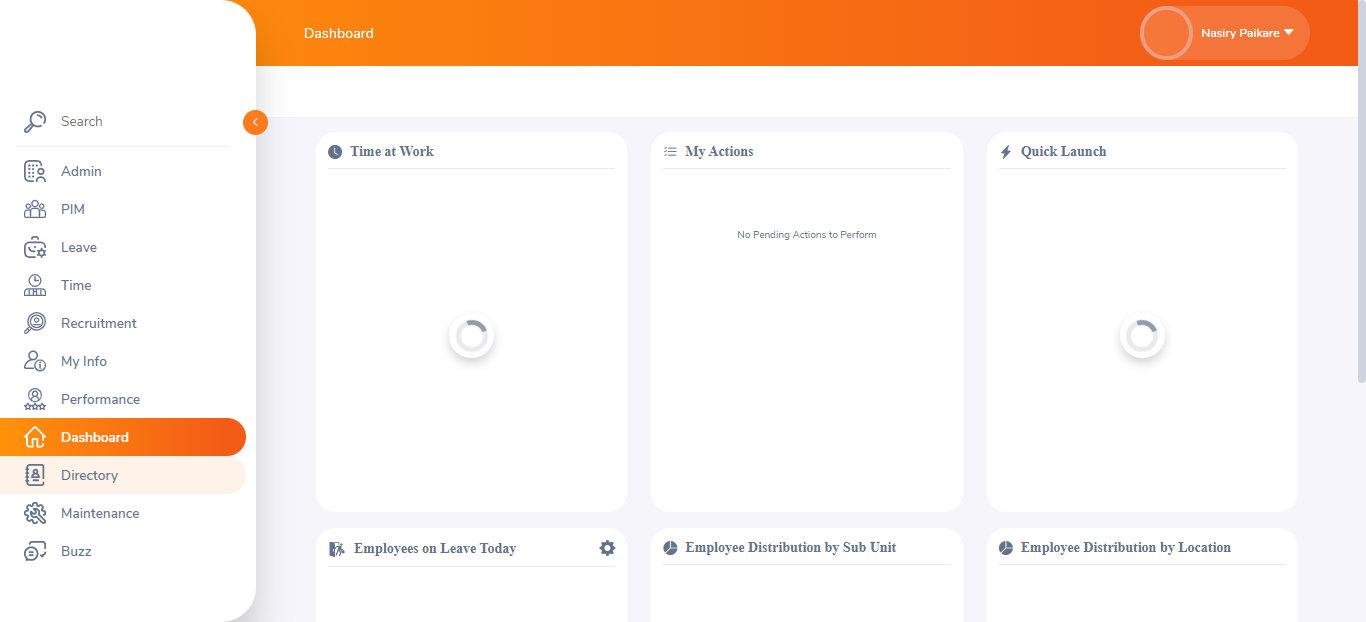 Dashboard
Nasiry Paikare
Search
Admin
PIM
Leave
Time
Recruitment
My Info
Performance
Dashboard
Directory
Maintenance
Buzz
Time at Work
My Actions
Quick Launch
No Pending Actions to Perform
Employees on Leave Today
Employee Distribution by Sub Unit
Employee Distribution by Location